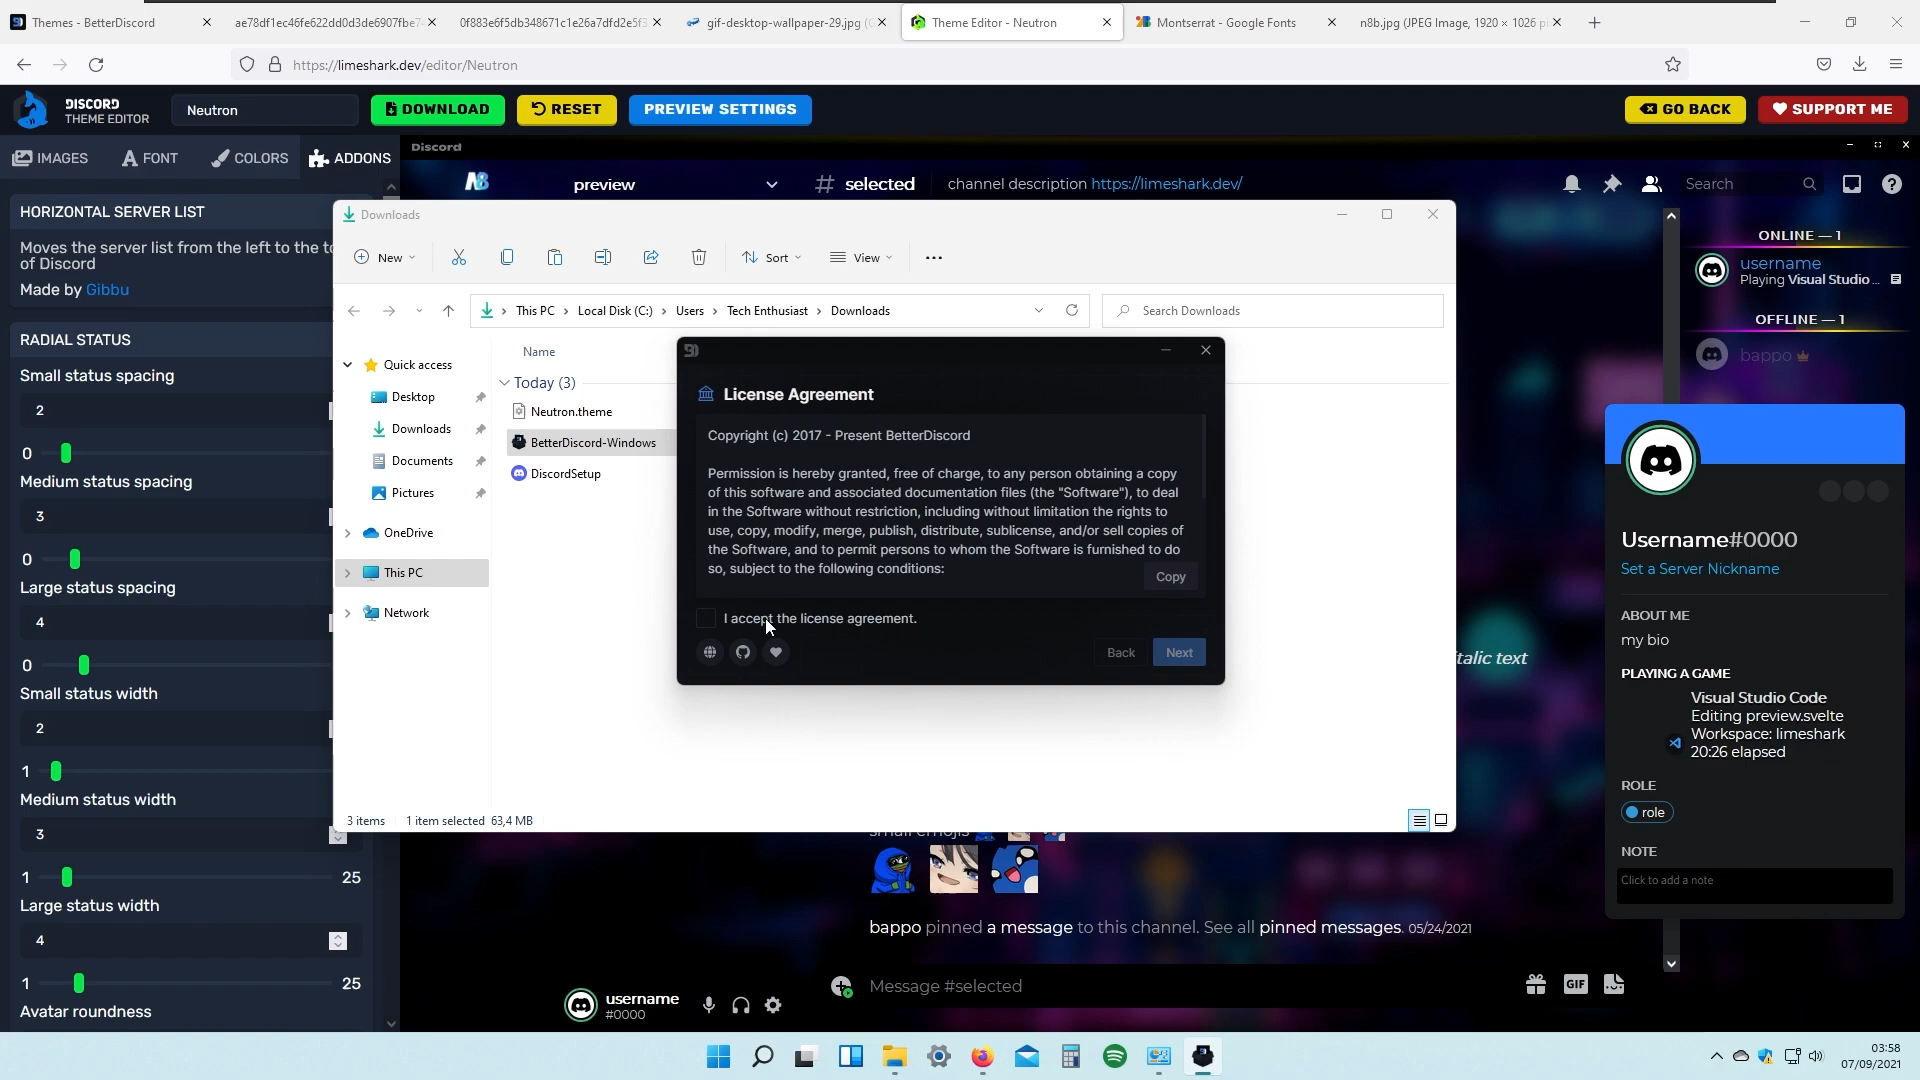 Themes - BetterDiscord
ae78df1ec46fe622dd0d3de6907fbe7
0f883e6f5db348671c1e26a7dfd2e5f3
gif-desktop-wallpaper-29.jpg (G
Theme Editor - Neutron
Montserrat - Google Fonts
n8b.jpg (JPEG Image, 1920 × 1026 p
https://limeshark.dev/editor/Neutron
DISCORD
THEME EDITOR
Neutron
DOWNLOAD
RESET
PREVIEW SETTINGS
GO BACK
SUPPORT ME
IMAGES
FONT
COLORS
ADDONS
Discord
preview
selected
channel description https://limeshark.dev/
Search
HORIZONTAL SERVER LIST
Moves the server list from the left to the to
of Discord
Made by Gibbu
RADIAL STATUS
Small status spacing
2
0
Medium status spacing
3
0
Large status spacing
4
0
Small status width
2
1
Medium status width
3
1
25
Large status width
4
1
25
Avatar roundness
Downloads
New
Sort
View
This PC
Local Disk (C:)
Users
Tech Enthusiast
Downloads
Search Downloads
Quick access
Desktop
Downloads
Documents
Pictures
OneDrive
This PC
Network
Name
Today (3)
Neutron.theme
BetterDiscord-Windows
DiscordSetup
3 items
1 item selected 63,4 MB
License Agreement
Copyright (c) 2017 - Present BetterDiscord
Permission is hereby granted, free of charge, to any person obtaining a copy
of this software and associated documentation files (the "Software"), to deal
in the Software without restriction, including without limitation the rights to
use, copy, modify, merge, publish, distribute, sublicense, and/or sell copies of
the Software, and to permit persons to whom the Software is furnished to do
so, subject to the following conditions:
Copy
I accept the license agreement.
Back
Next
ONLINE — 1
username
Playing Visual Studio ...
OFFLINE — 1
bappo
italic text
Username#0000
Set a Server Nickname
ABOUT ME
my bio
PLAYING A GAME
Visual Studio Code
Editing preview.svelte
Workspace: limeshark
20:26 elapsed
ROLE
role
NOTE
Click to add a note
small emojis
bappo pinned a message to this channel. See all pinned messages. 05/24/2021
Message #selected
GIF
username
#0000
03:58
07/09/2021